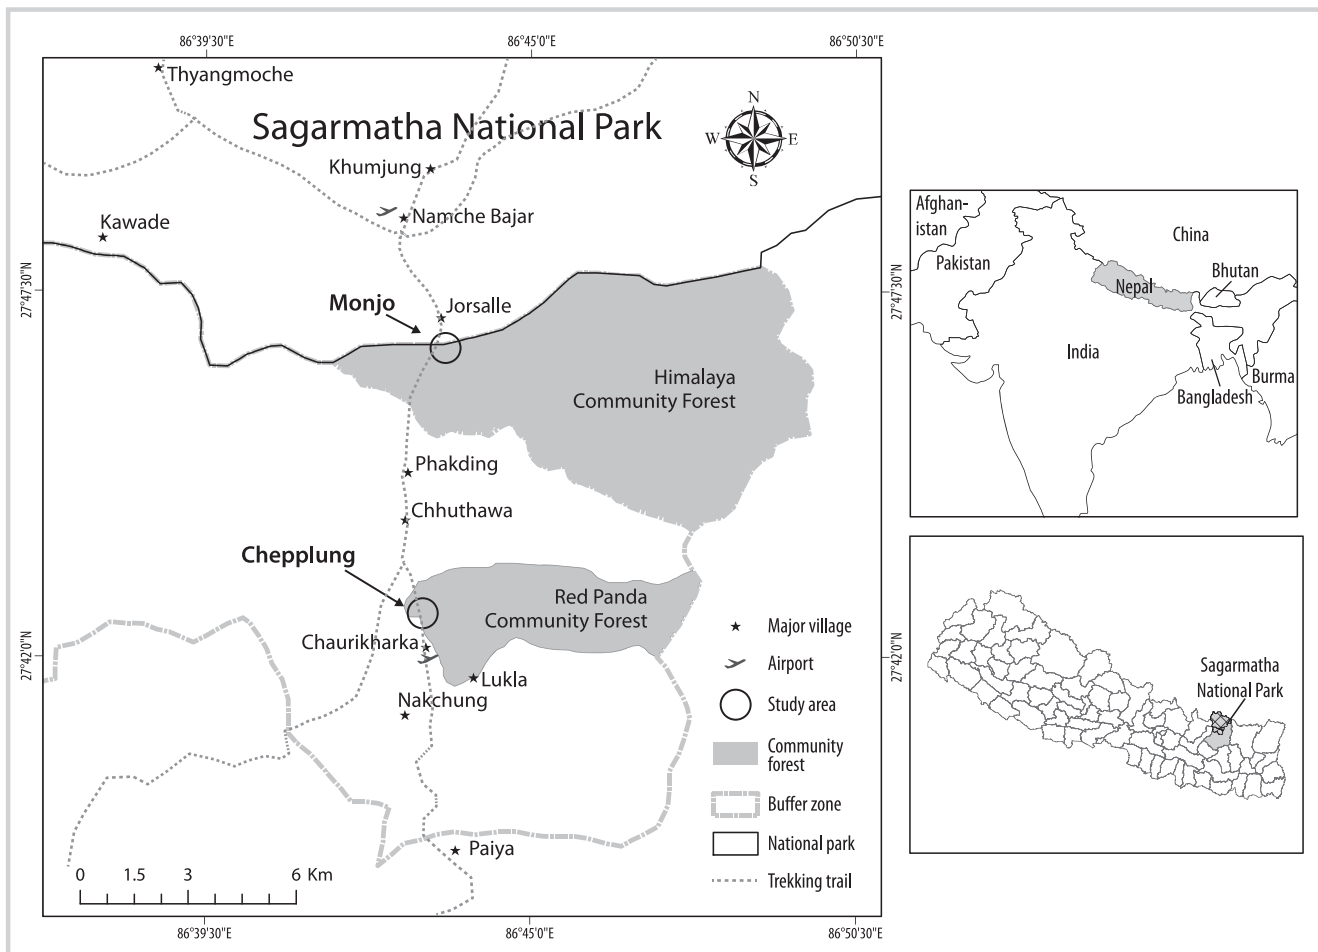 86°39'30"E
86°45'0"E
86°50'30"E
Thyangmoche
Sagarmatha National Park
N
W
E
S
Khumjung
Kawade
Namche Bajar
27°47'30"N
27°47'30"N
Monjo
Jorsalle
Himalaya
Community Forest
Phakding
Chhuthawa
Chepplung
Red Panda
Community Forest
Chaurikharka
27°42'0"N
27°42'0"N
Lukla
Nakchung
Paiya
Major village
Airport
Study area
Community
forest
Buffer zone
National park
Trekking trail
0 1.5 3 6 Km
86°39'30"E
86°45'0"E
86°50'30"E
Afghan-
istan
Pakistan
China
Nepal
Bhutan
India
Burma
Bangladesh
Sagarmatha
National Park